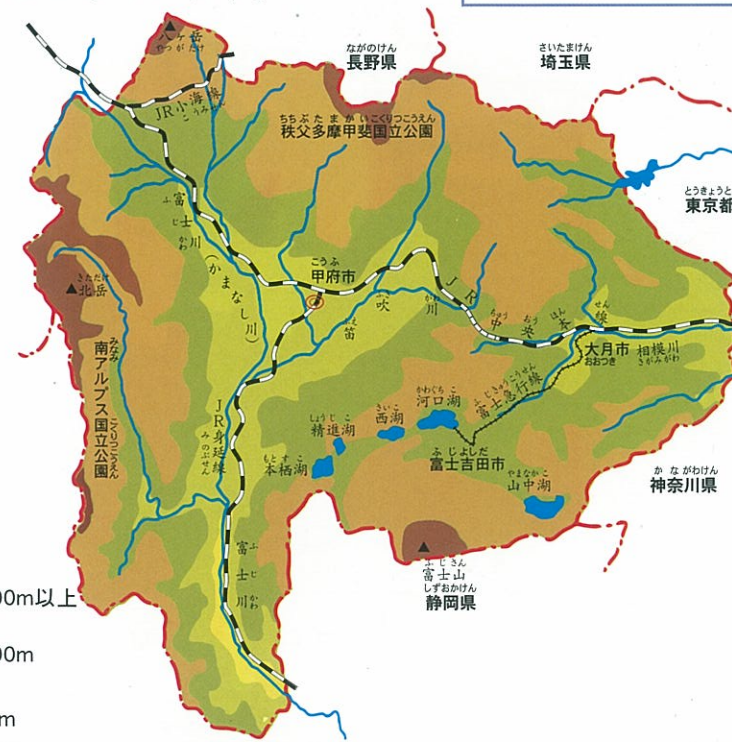 八ヶ岳
やつがたけ
ながのけん
長野県
さいたまけん
埼玉県
JR小海線
こうみせん
ちちぶたまかいこくりつこうえん
秩父多摩甲斐国立公園
とうきょうと
東京都
富士川
ふじかわ
(かまなし川)
こうふ
甲府市
笛吹川
ふえふきがわ
JR中央本線
ちゅうおうほんせん
きただけ
北岳
南アルプス国立公園
みなみ
こくりつこうえん
大月市
おおつき
相模川
さがみがわ
富士急行線
ふじきゅうこうせん
かわぐちこ
河口湖
さいこ
西湖
しょうじこ
精進湖
もとすこ
本栖湖
JR身延線
みのぶせん
ふじよしだ
富士吉田市
やまなかこ
山中湖
かながわけん
神奈川県
富士川
ふじかわ
ふじさん
富士山
しずおかけん
静岡県
00m以上
00m
m